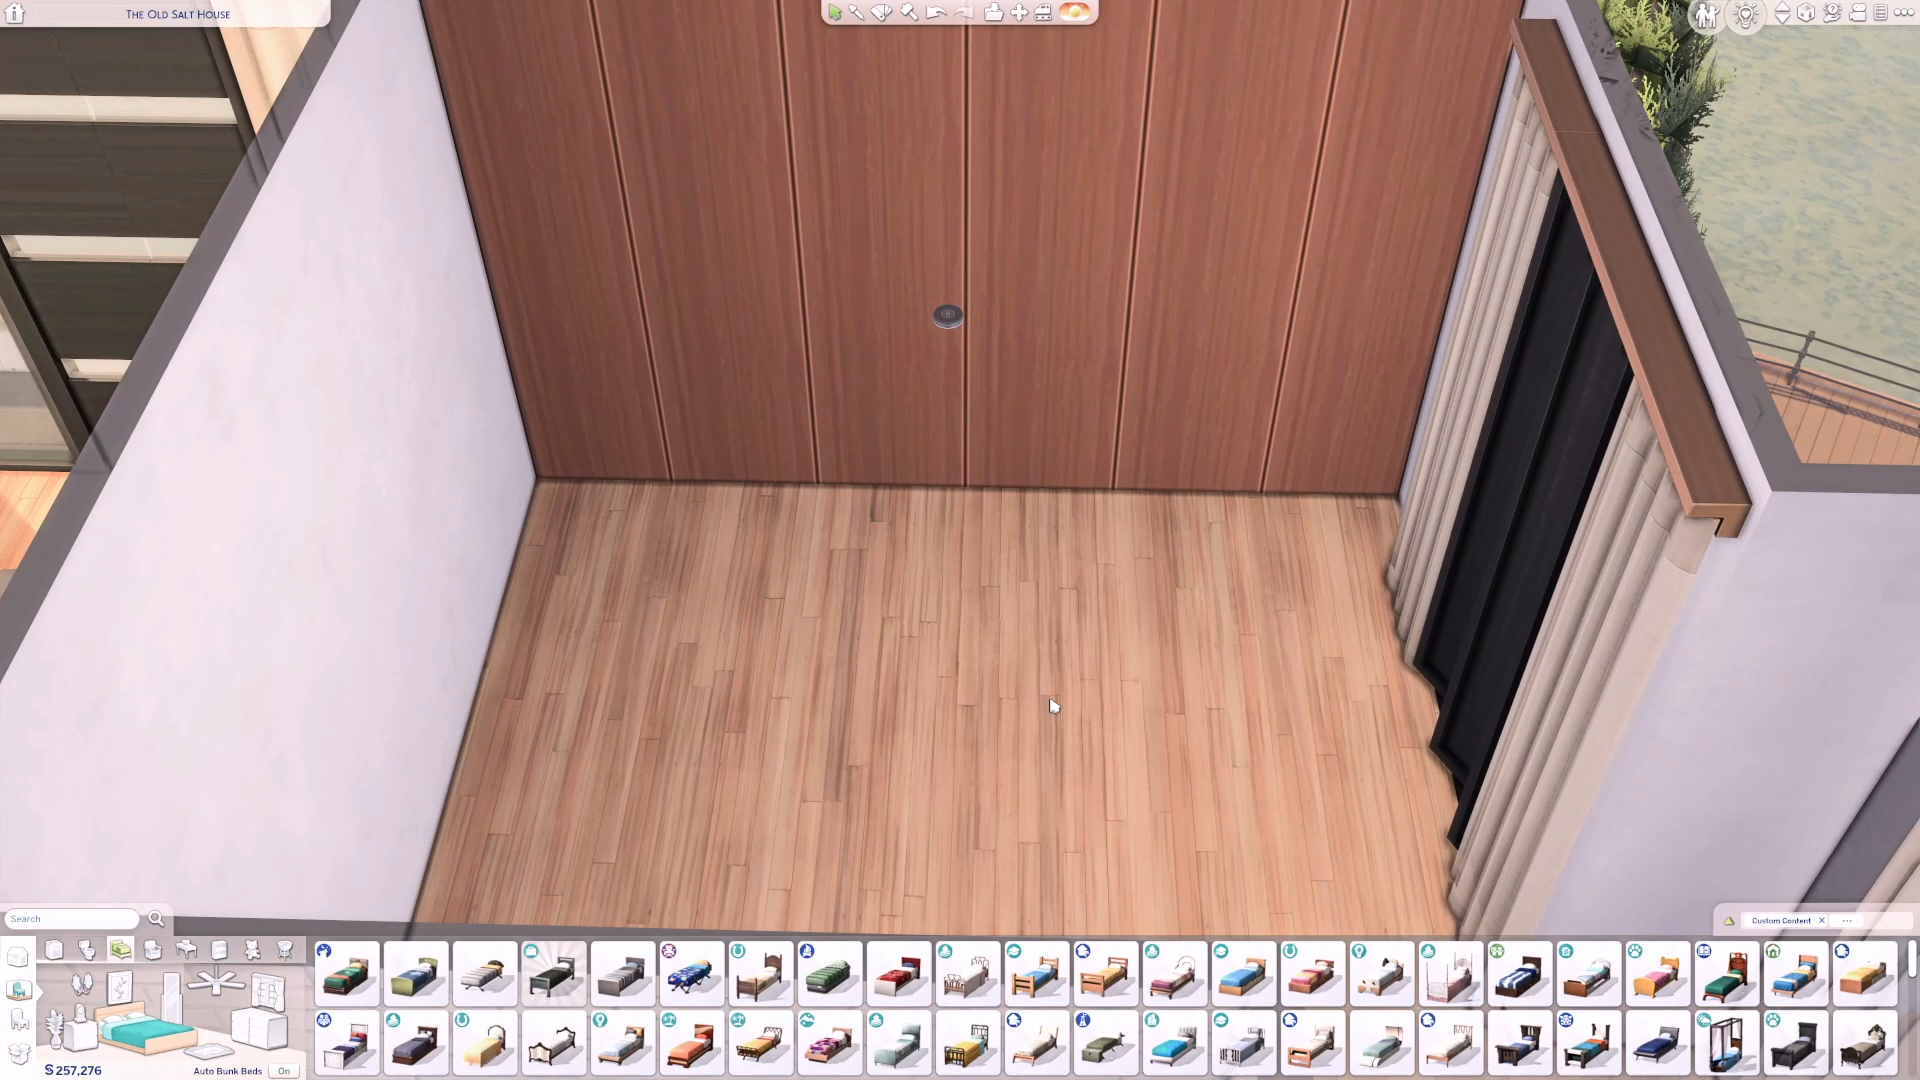 The Old Salt House
Search
Custom Content
§257,276
Auto Bunk Beds On